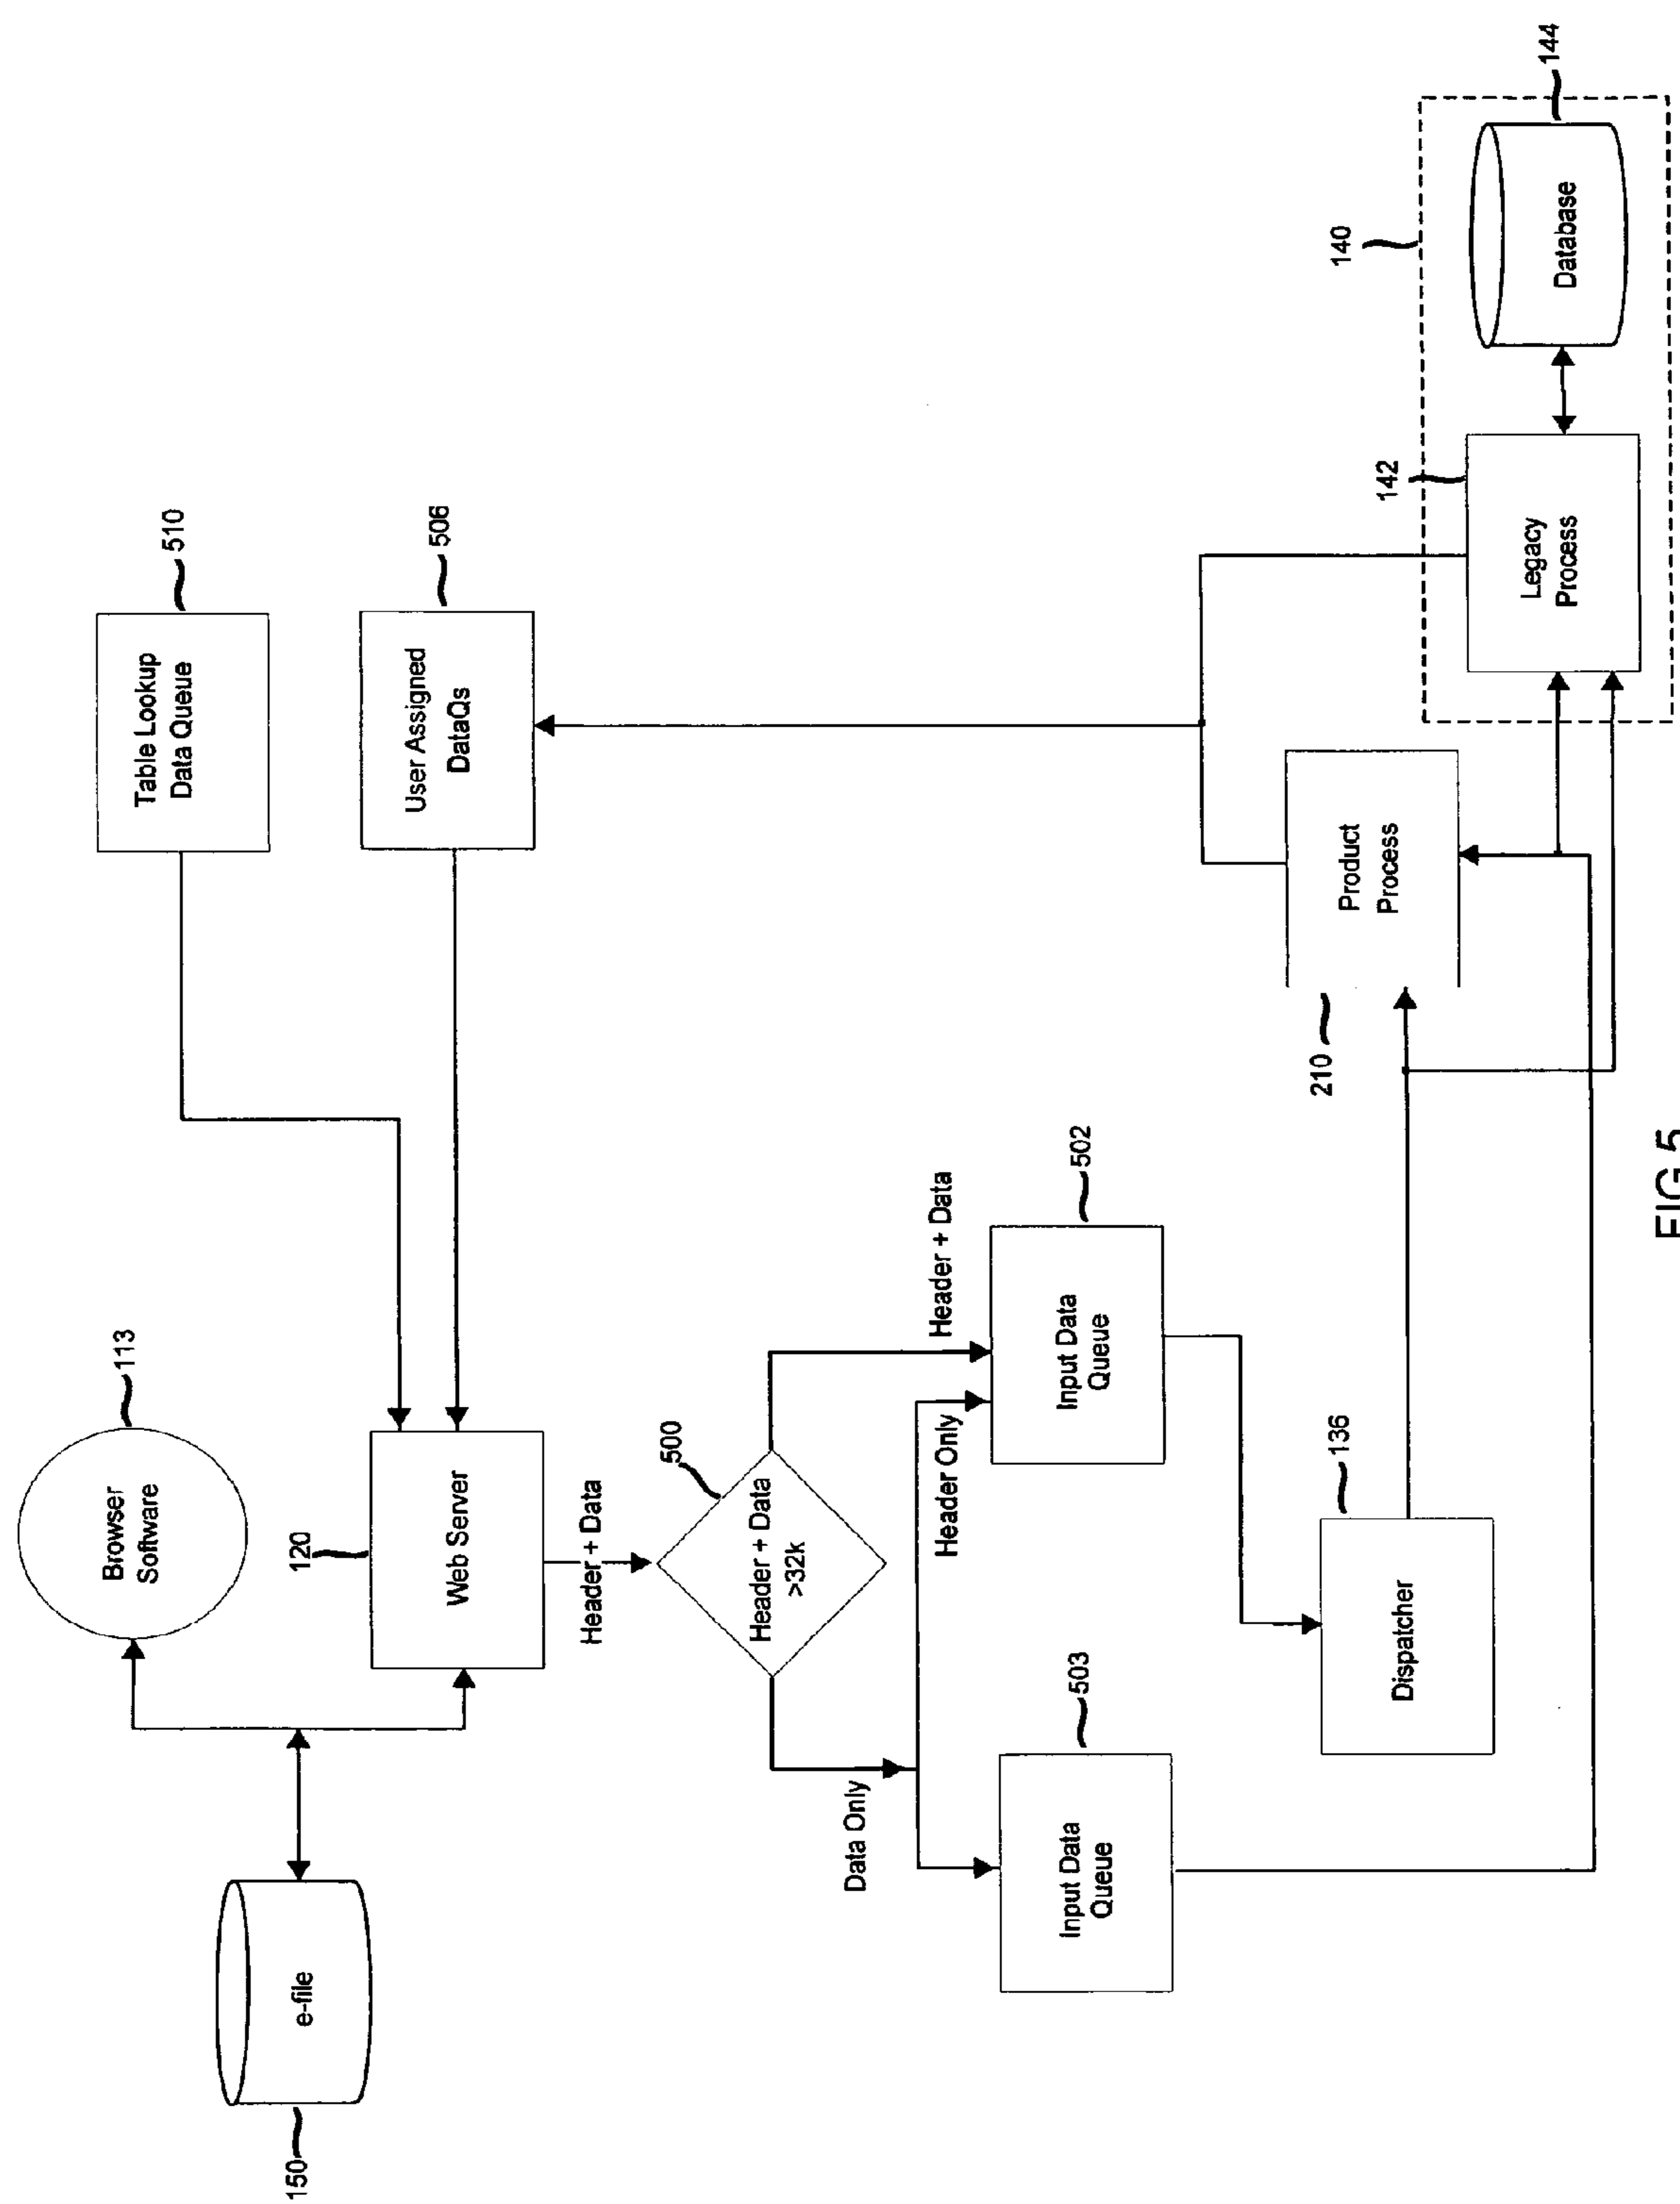 150
e-file
Browser
Software
113
120
Web Server
Table Lookup
Data Queue
510
User Assigned
DataQs
506
Header + Data
500
Header + Data
>32k
Data Only
Header Only
Header + Data
Input Data
Queue
503
Input Data
Queue
502
Dispatcher
136
210
Product
Process
140
142
Legacy
Process
Database
144
FIG 5